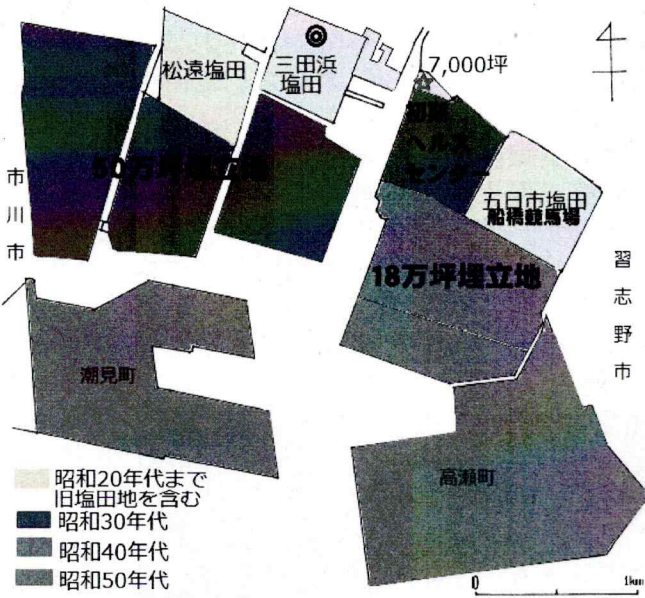 松遠塩田
三田浜
塩田
7,000坪
ヘルス
センター
五日市塩田
船橋競馬場
50万坪埋立地
18万坪埋立地
市川市
習志野市
潮見町
高瀬町
昭和20年代まで
旧塩田地を含む
昭和30年代
昭和40年代
昭和50年代
0 1km